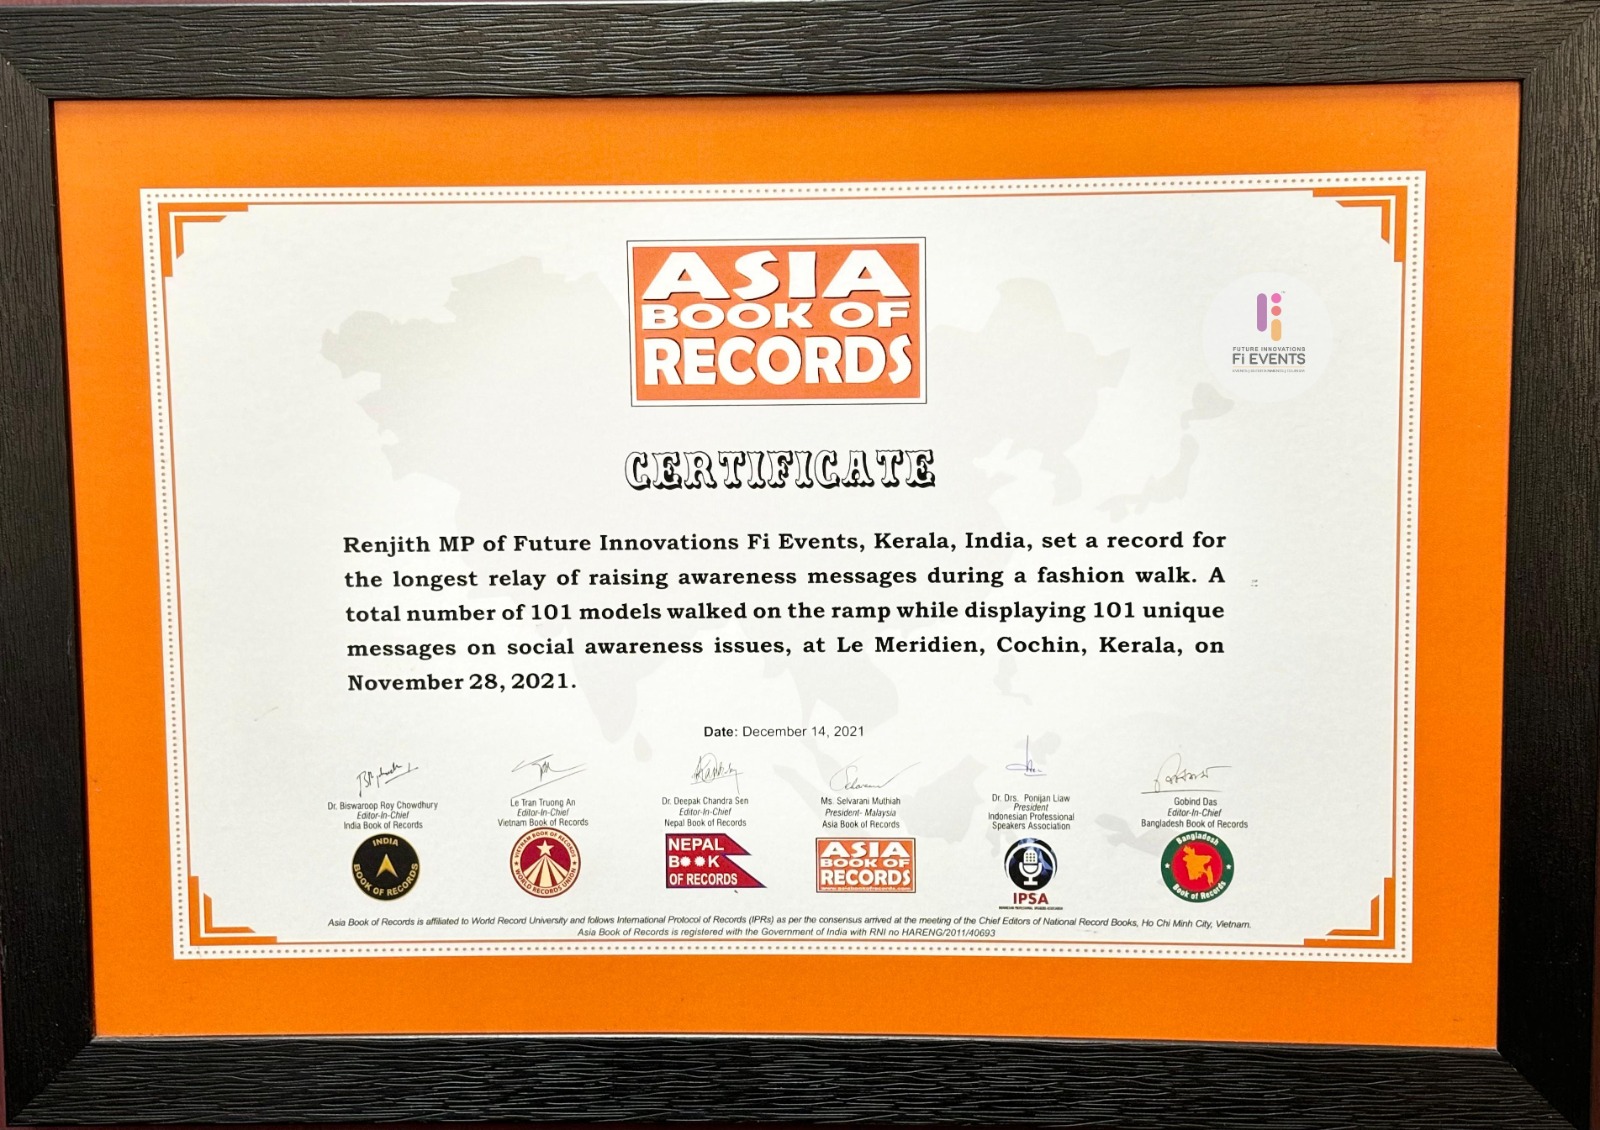 ASIA
BOOK OF
RECORDS
FUTURE INNOVATIONS
Fi EVENTS
CERTIFICATE
Renjith MP of Future Innovations Fi Events, Kerala, India, set a record for
the longest relay of raising awareness messages during a fashion walk. A
total number of 101 models walked on the ramp while displaying 101 unique
messages on social awareness issues, at Le Meridien, Cochin, Kerala, on
November 28, 2021.
Date: December 14, 2021
Dr. Biswaroop Roy Chowdhury
Editor-In-Chief
India Book of Records
INDIA
BOOK OF RECORDS
Le Tran Truong An
Editor-In-Chief
Vietnam Book of Records
VIETNAM BOOK OF RECORDS
WORLD RECORDS UNION
Dr. Deepak Chandra Sen
Editor-In-Chief
Nepal Book of Records
NEPAL
BOOK
OF RECORDS
Ms. Selvarani Muthiah
President- Malaysia
Asia Book of Records
ASIA
BOOK OF
RECORDS
www.asiabookofrecords.com
Dr. Drs. Ponijan Liaw
President
Indonesian Professional
Speakers Association
IPSA
Gobind Das
Editor-In-Chief
Bangladesh Book of Records
Bangladesh
Book of Records
Asia Book of Records is affiliated to World Record University and follows International Protocol of Records (IPRs) as per the consensus arrived at the meeting of the Chief Editors of National Record Books, Ho Chi Minh City, Vietnam.
Asia Book of Records is registered with the Government of India with RNI no HARENG/2011/40693